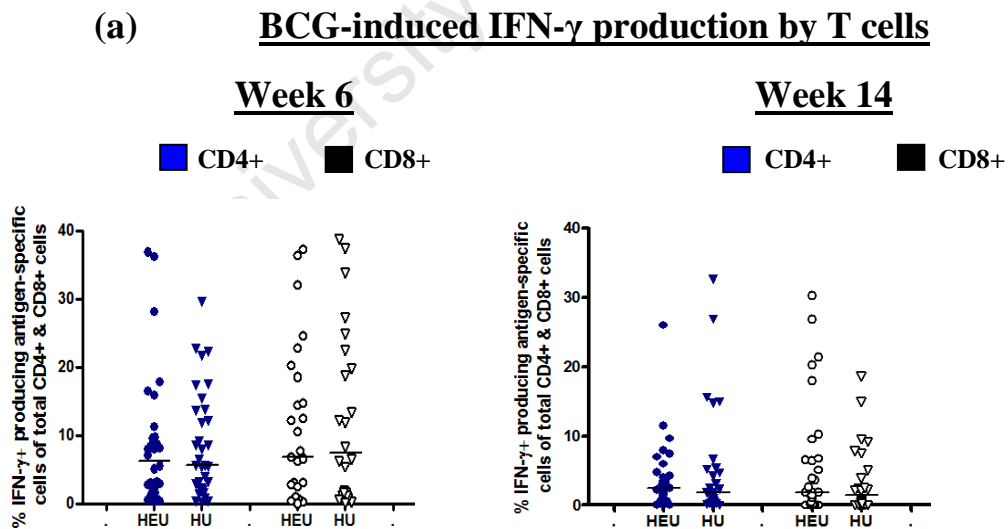 (a) BCG-induced IFN-γ production by T cells
Week 6
Week 14
CD4+ CD8+
CD4+ CD8+
% IFN-γ+ producing antigen-specific
cells of total CD4+ & CD8+ cells
40
30
20
10
0
. HEU HU . HEU HU .
% IFN-γ+ producing antigen-specific
cells of total CD4+ & CD8+ cells
40
30
20
10
0
. HEU HU . HEU HU .